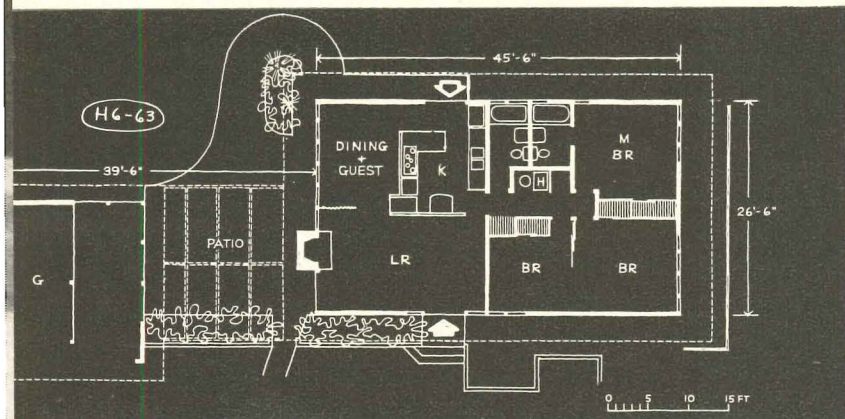 45'-6"
H6-63
DINING
+
GUEST
K
M
BR
39'-6"
26'-6"
PATIO
G
LR
H
BR
BR
0 5 10 15 FT